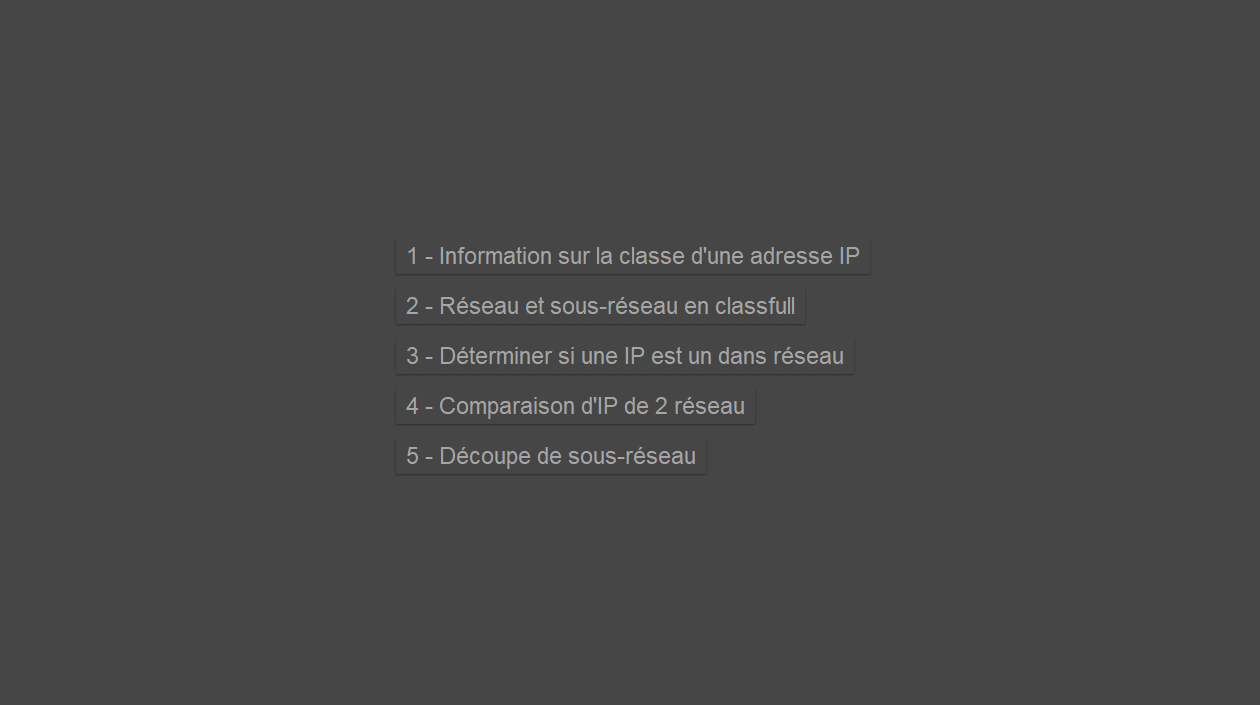 1 - Information sur la classe d'une adresse IP
2 - Réseau et sous-réseau en classfull
3 - Déterminer si une IP est un dans réseau
4 - Comparaison d'IP de 2 réseau
5 - Découpe de sous-réseau